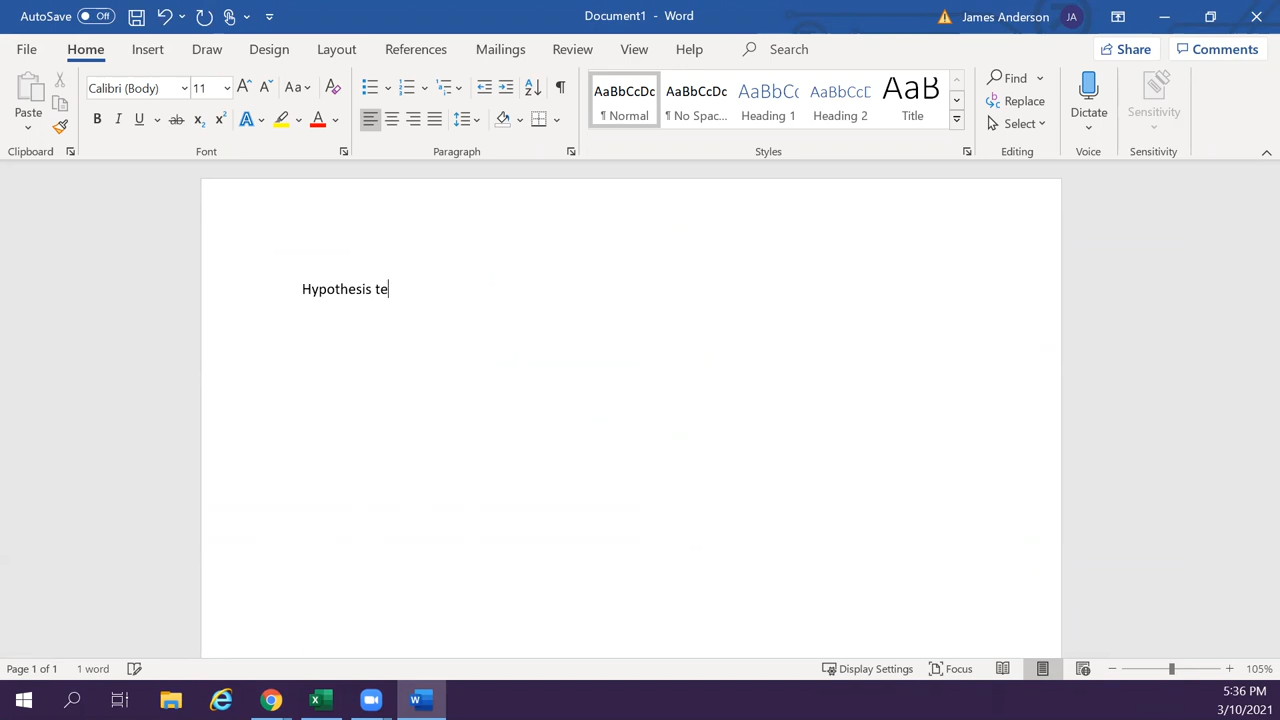 AutoSave Off
Document1 - Word
James Anderson JA
File Home Insert Draw Design Layout References Mailings Review View Help Search
Share Comments
Paste
Calibri (Body) 11
Aa
AaBbCcDc AaBbCcDc AaBbCc AaBbCcD AaB
¶ Normal ¶ No Spac... Heading 1 Heading 2 Title
Find
Replace
Select
Dictate
Sensitivity
Clipboard Font Paragraph Styles Editing Voice Sensitivity
Hypothesis te
Page 1 of 1 1 word
Display Settings Focus 105%
5:36 PM
3/10/2021